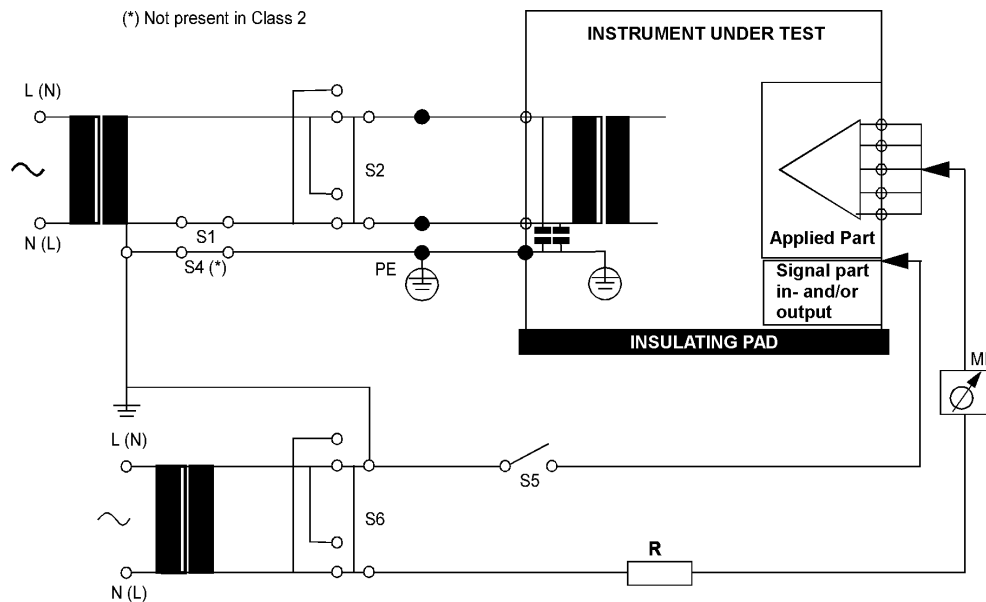 (*) Not present in Class 2
INSTRUMENT UNDER TEST
L (N)
S2
N (L)
S1
S4 (*)
PE
Applied Part
Signal part
in- and/or
output
INSULATING PAD
L (N)
S5
S6
R
N (L)